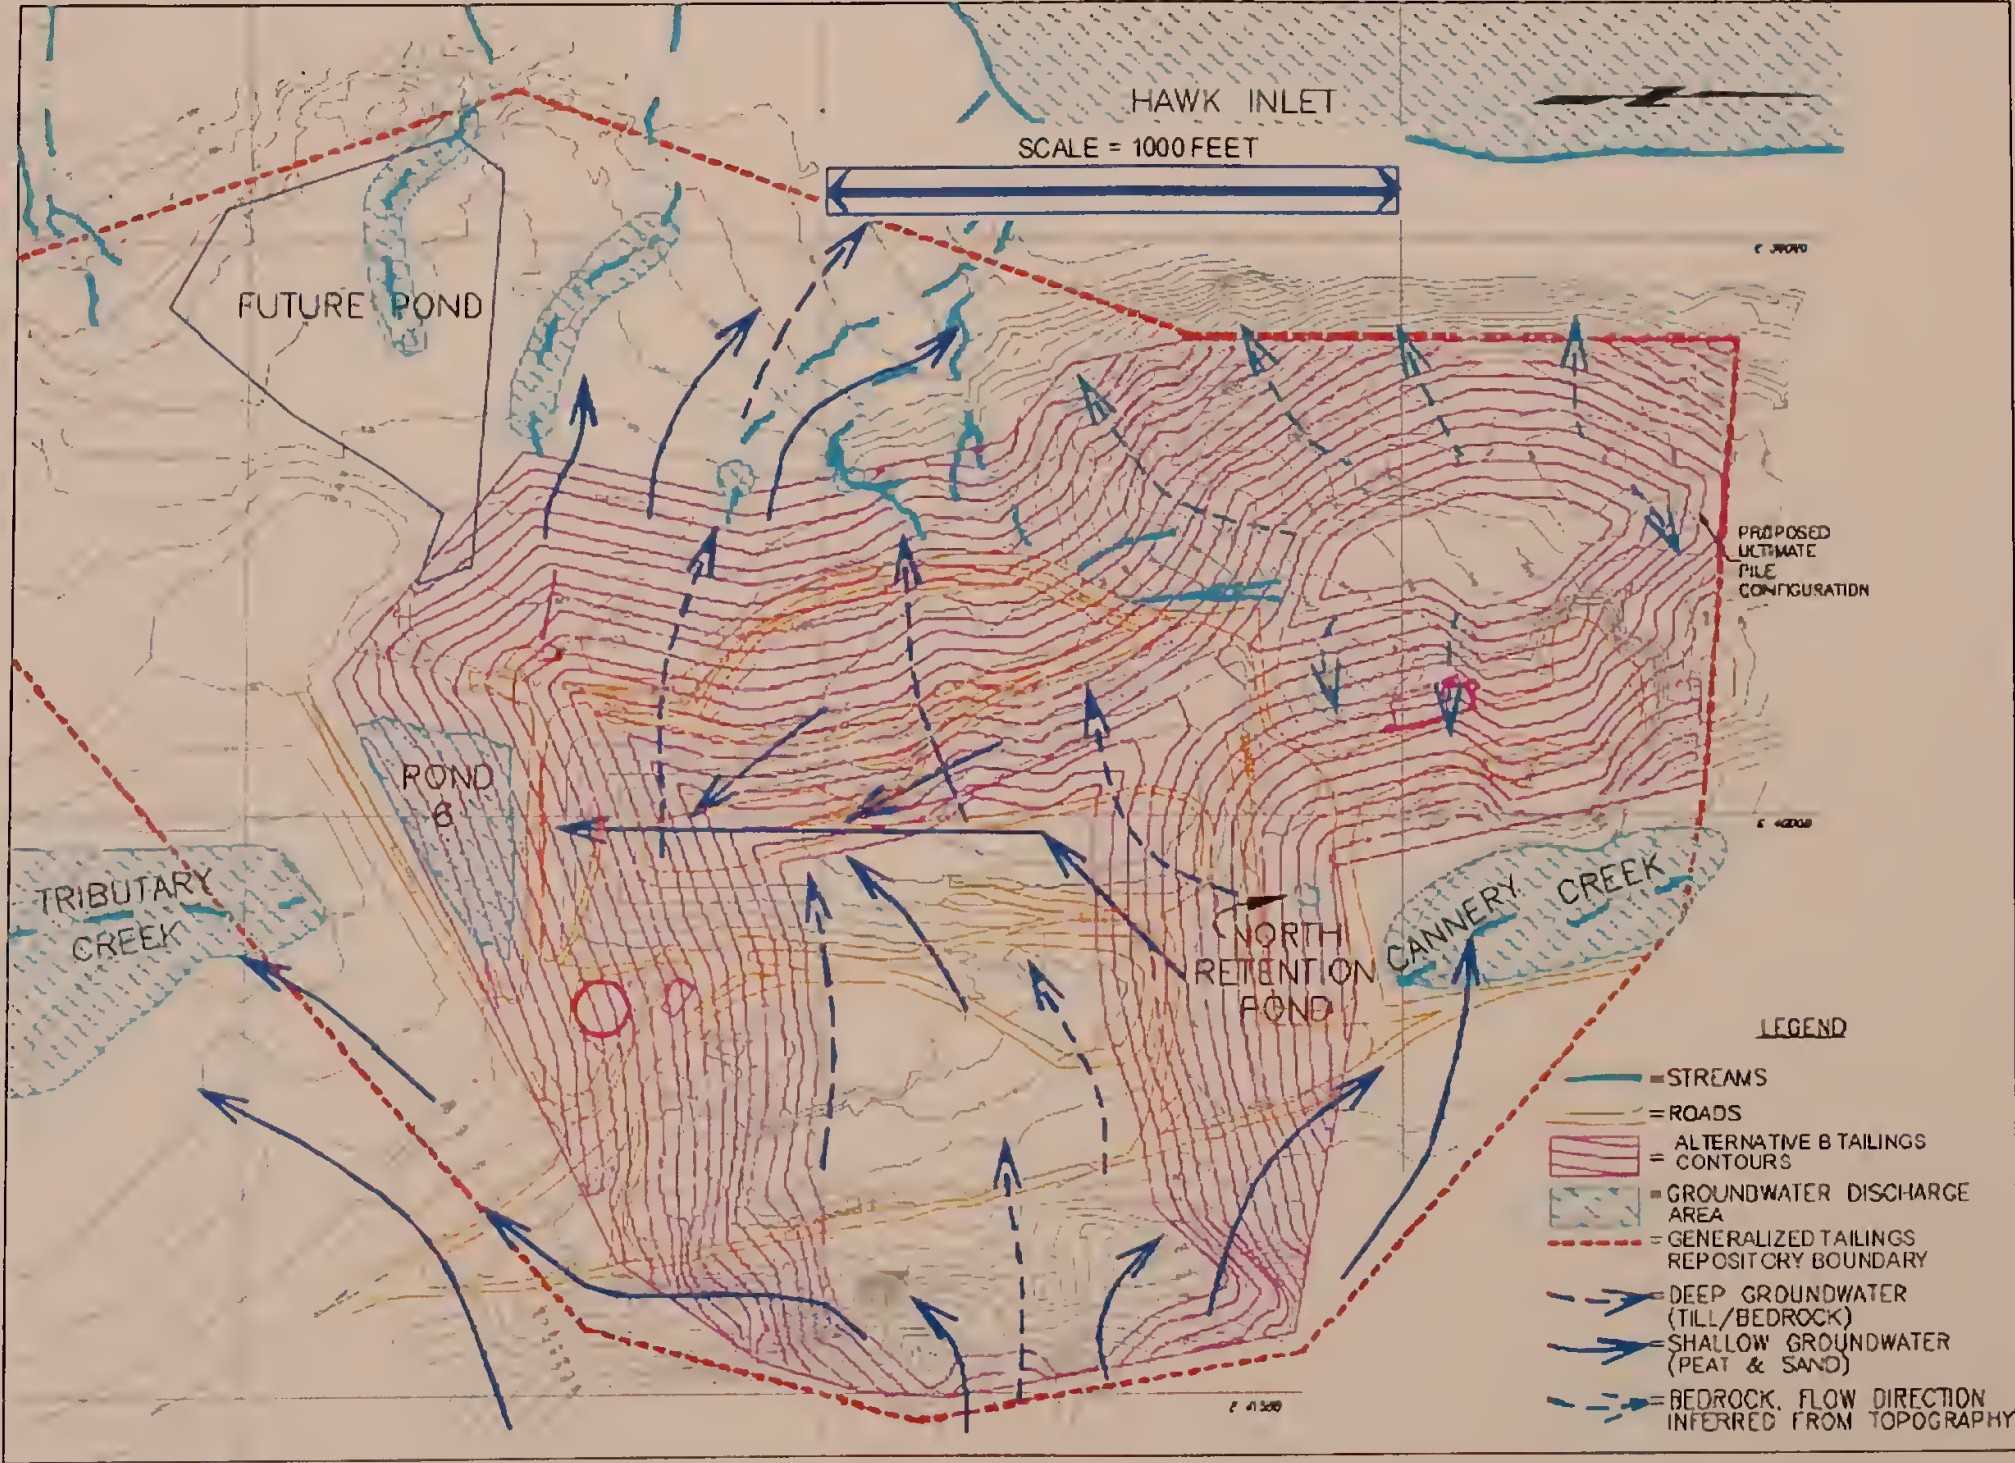 HAWK INLET
SCALE = 1000 FEET
FUTURE POND
PROPOSED
ULTIMATE
PILE
CONFIGURATION
POND
6
TRIBUTARY
CREEK
CANNERY CREEK
NORTH
RETENTION
POND
LEGEND
= STREAMS
= ROADS
= ALTERNATIVE B TAILINGS
CONTOURS
= GROUNDWATER DISCHARGE
AREA
= GENERALIZED TAILINGS
REPOSITORY BOUNDARY
= DEEP GROUNDWATER
(TILL/BEDROCK)
= SHALLOW GROUNDWATER
(PEAT & SAND)
= BEDROCK, FLOW DIRECTION
INFERRED FROM TOPOGRAPHY